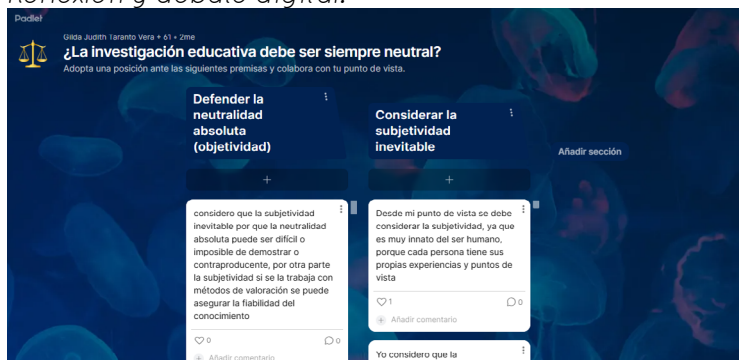 Reflexión y debate digital.
Padlet
Gilda Judith Taranto Vera + 61 • 2me
¿La investigación educativa debe ser siempre neutral?
Adopta una posición ante las siguientes premisas y colabora con tu punto de vista.
Defender la
neutralidad
absoluta
(objetividad)
+
considero que la subjetividad
inevitable por que la neutralidad
absoluta puede ser difícil o
imposible de demostrar o
contraproducente, por otra parte
la subjetividad si se la trabaja con
métodos de valoración se puede
asegurar la fiabilidad del
conocimiento
0 0
+ Añadir comentario
Considerar la
subjetividad
inevitable
+
Desde mi punto de vista se debe
considerar la subjetividad, ya que
es muy innato del ser humano,
porque cada persona tiene sus
propias experiencias y puntos de
vista
1 0
+ Añadir comentario
Yo considero que la
Añadir sección